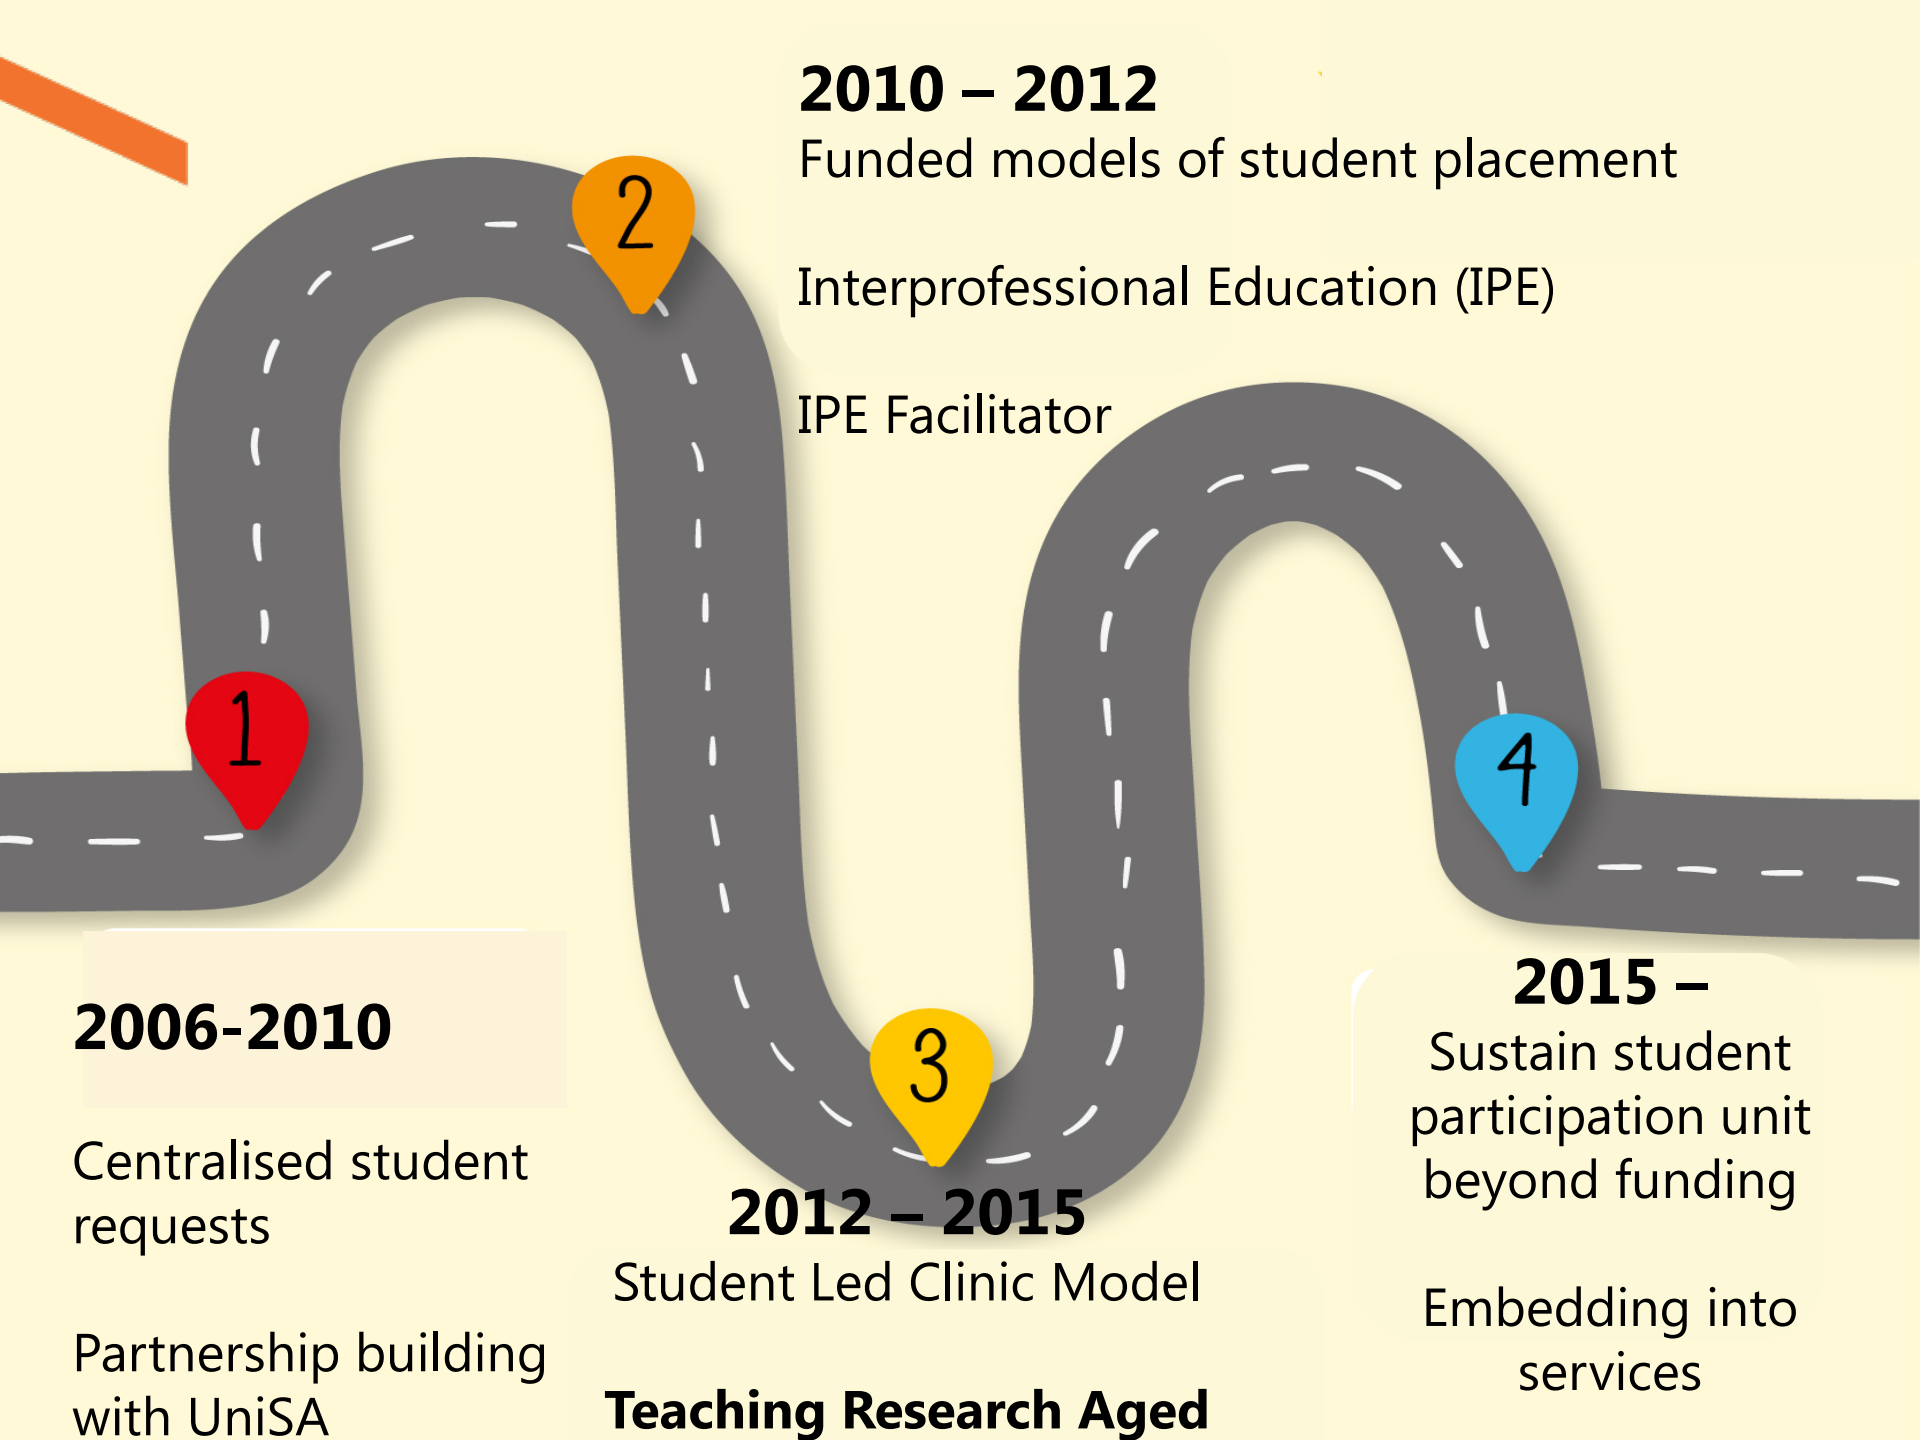 1
2006-2010
Centralised student
requests
Partnership building
with UniSA
2
2010 – 2012
Funded models of student placement
Interprofessional Education (IPE)
IPE Facilitator
3
2012 – 2015
Student Led Clinic Model
Teaching Research Aged
4
2015 –
Sustain student
participation unit
beyond funding
Embedding into
services